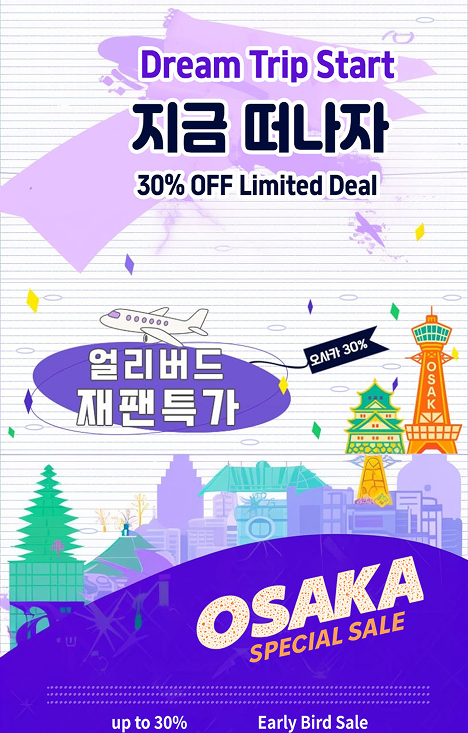 Dream Trip Start
지금 떠나자
30% OFF Limited Deal
오사카 30%
얼리버드
재팬특가
OSAK
OSAKA
SPECIAL SALE
up to 30%
Early Bird Sale